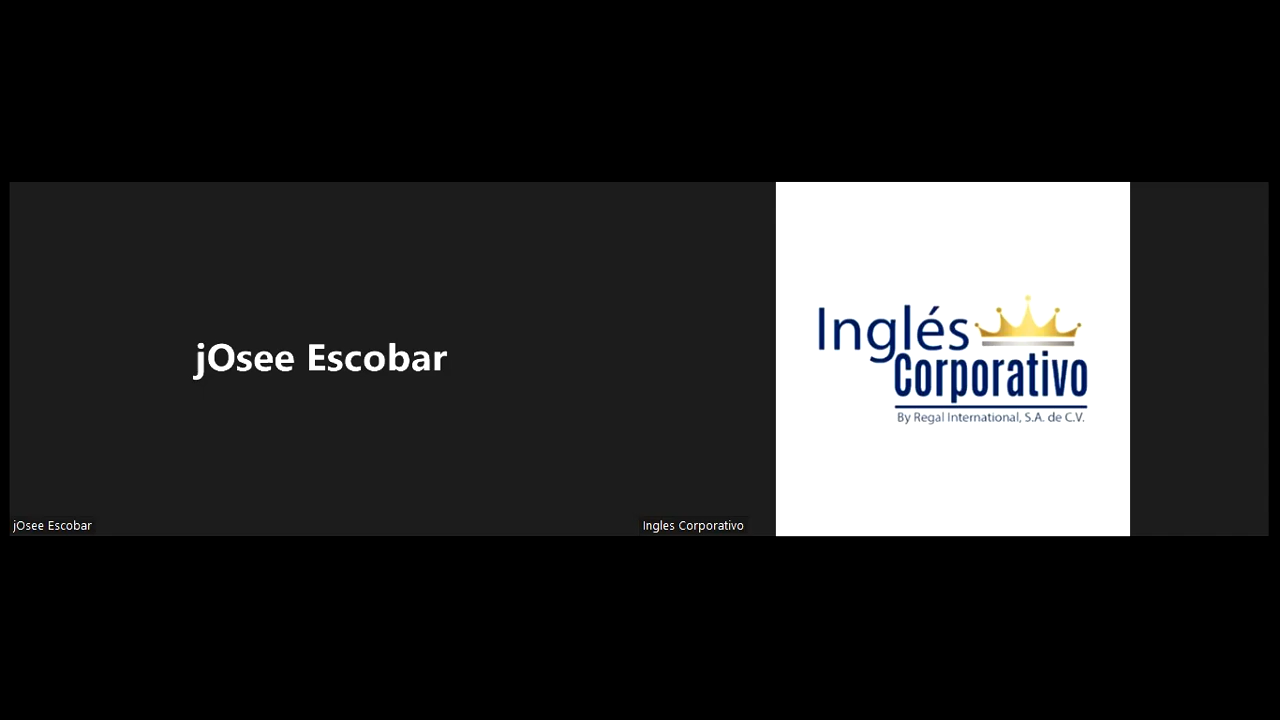 jOsee Escobar
Inglés
Corporativo
By Regal International, S.A. de C.V.
jOsee Escobar
Ingles Corporativo